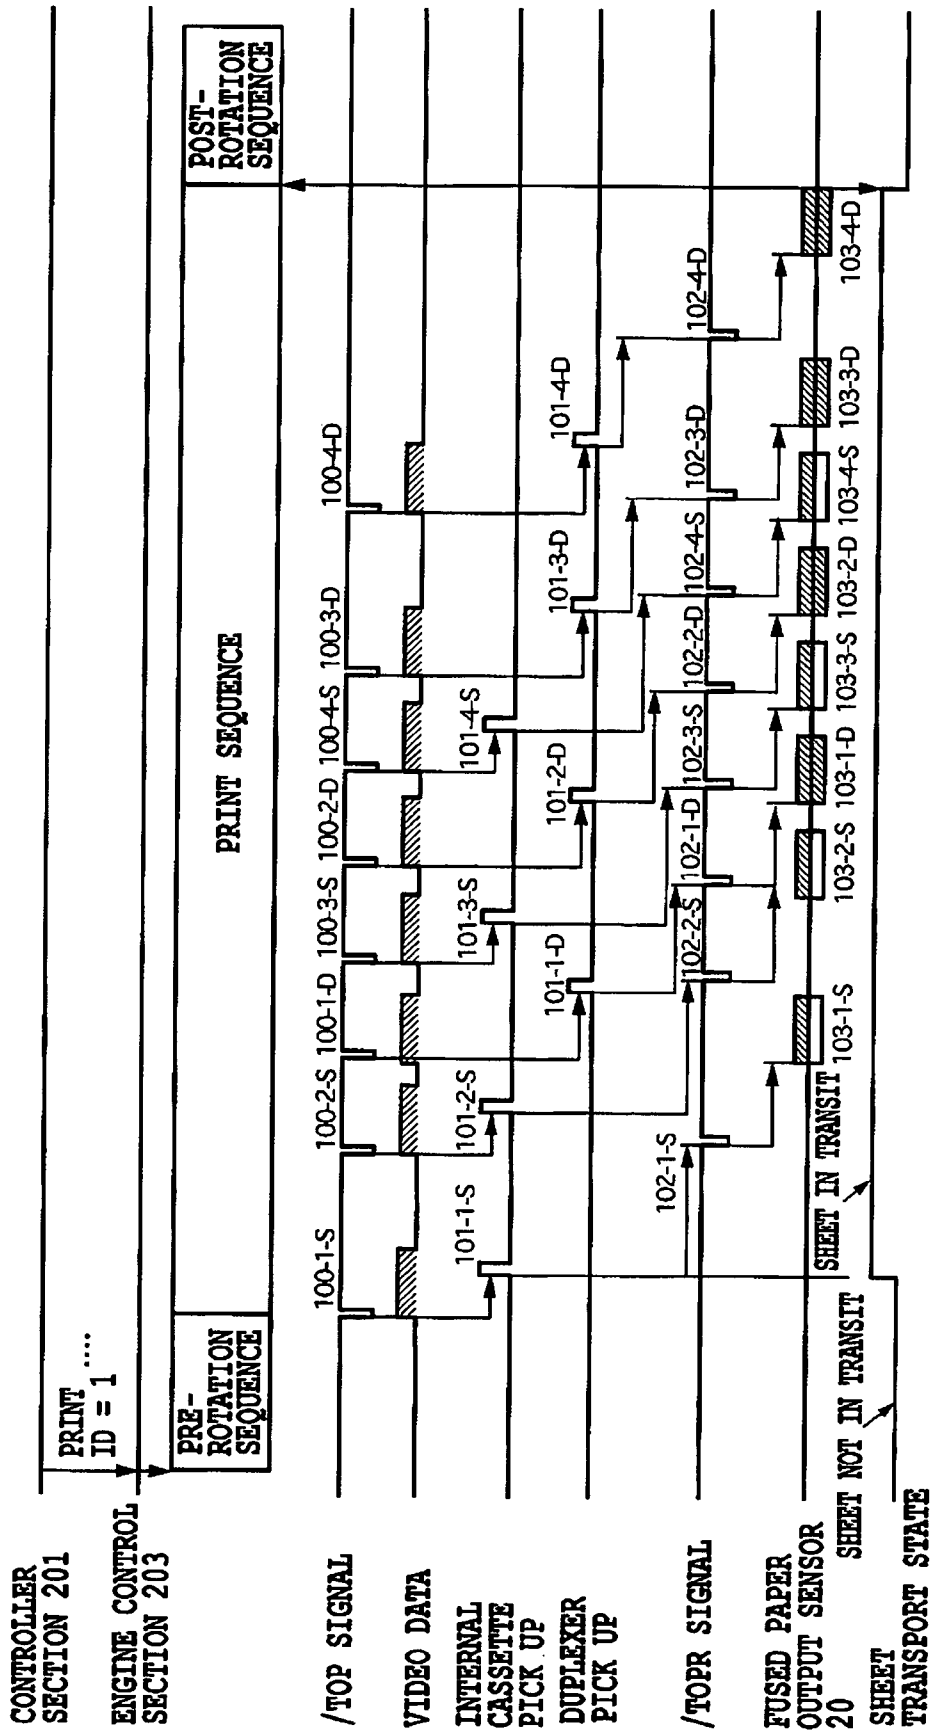 CONTROLLER
SECTION 201
PRINT
ID = 1 ....
ENGINE CONTROL
SECTION 203
PRE-
ROTATION
SEQUENCE
PRINT SEQUENCE
POST-
ROTATION
SEQUENCE
/TOP SIGNAL
100-1-S
100-2-S
100-1-D
100-3-S
100-2-D
100-4-S
100-3-D
100-4-D
VIDEO DATA
INTERNAL
CASSETTE
PICK UP
101-1-S
101-2-S
101-3-S
101-4-S
DUPLEXER
PICK UP
101-1-D
101-2-D
101-3-D
101-4-D
/TOPR SIGNAL
102-1-S
102-2-S
102-1-D
102-3-S
102-2-D
102-4-S
102-3-D
102-4-D
FUSED PAPER
OUTPUT SENSOR
20
103-1-S
103-2-S
103-1-D
103-3-S
103-2-D
103-4-S
103-3-D
103-4-D
SHEET NOT IN TRANSIT
SHEET IN TRANSIT
SHEET
TRANSPORT STATE